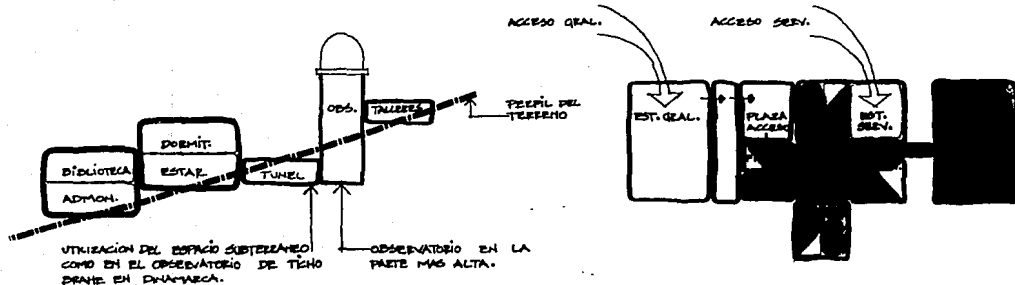 ACCESO GRAL.
ACCESO SERV.
OBS.
TALLERES
PERFIL DEL
TERRENO
EST. GRAL.
PLAZA
ACCESO
EST.
SERV.
DORMIT.
BIBLIOTECA
ESTAR
TUNEL
ADMON.
UTILIZACION DEL ESPACIO SUBTERRANEO
COMO EN EL OBSERVATORIO DE TICHO
BRAHE EN DINAMARCA.
OBSERVATORIO EN LA
PARTE MAS ALTA.